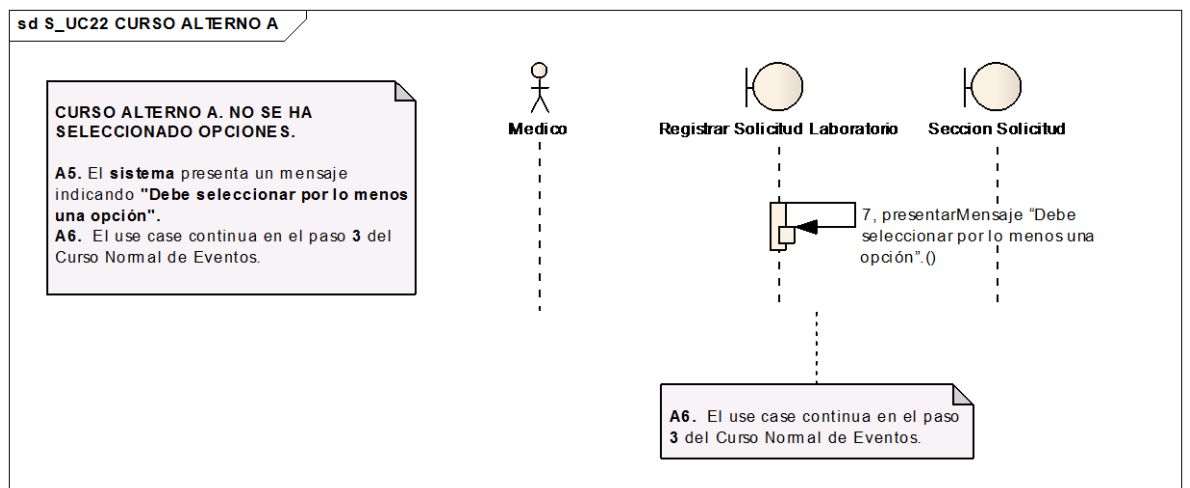 sd S_UC22 CURSO ALTERNO A
CURSO ALTERNO A. NO SE HA
SELECCIONADO OPCIONES.
A5. El sistema presenta un mensaje
indicando "Debe seleccionar por lo menos
una opción".
A6. El use case continua en el paso 3 del
Curso Normal de Eventos.
Medico
Registrar Solicitud Laboratorio
Seccion Solicitud
7, presentarMensaje “Debe
seleccionar por lo menos una
opción”.()
A6. El use case continua en el paso
3 del Curso Normal de Eventos.